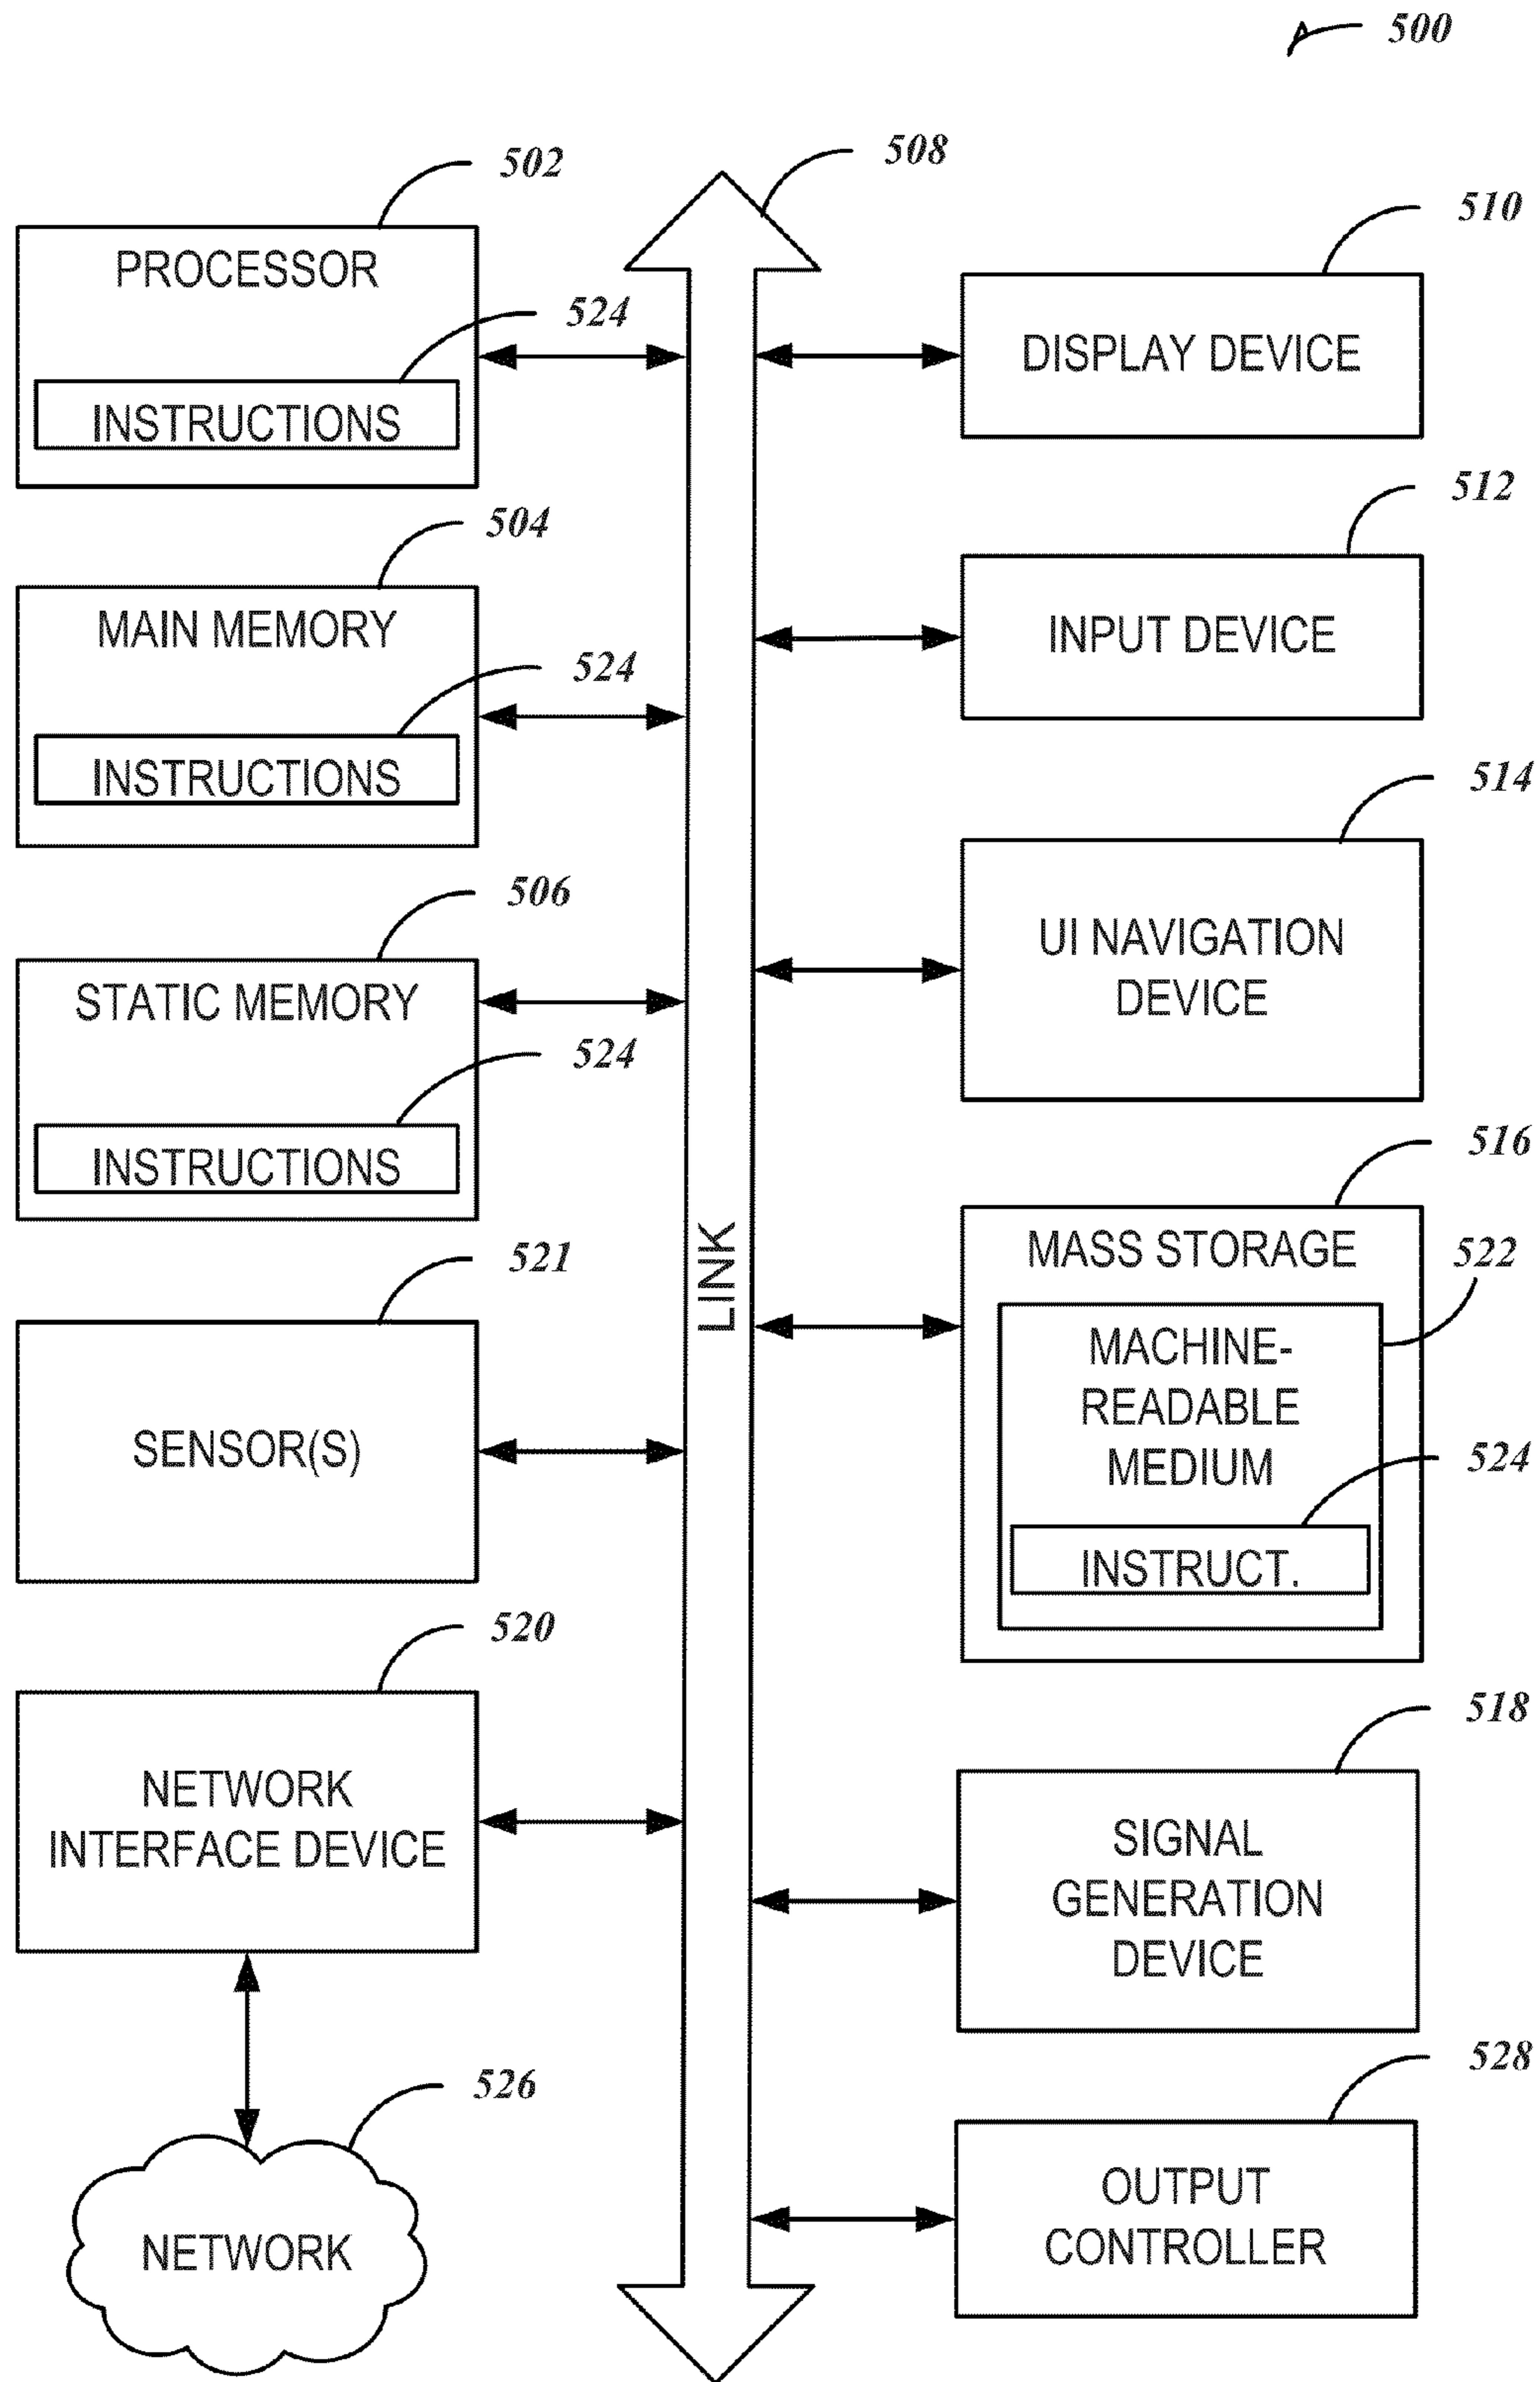 500
508
502
PROCESSOR
524
INSTRUCTIONS
504
MAIN MEMORY
524
INSTRUCTIONS
506
STATIC MEMORY
524
INSTRUCTIONS
521
SENSOR(S)
520
NETWORK
INTERFACE DEVICE
526
NETWORK
LINK
510
DISPLAY DEVICE
512
INPUT DEVICE
514
UI NAVIGATION
DEVICE
516
MASS STORAGE
522
MACHINE-
READABLE
MEDIUM
524
INSTRUCT.
518
SIGNAL
GENERATION
DEVICE
528
OUTPUT
CONTROLLER